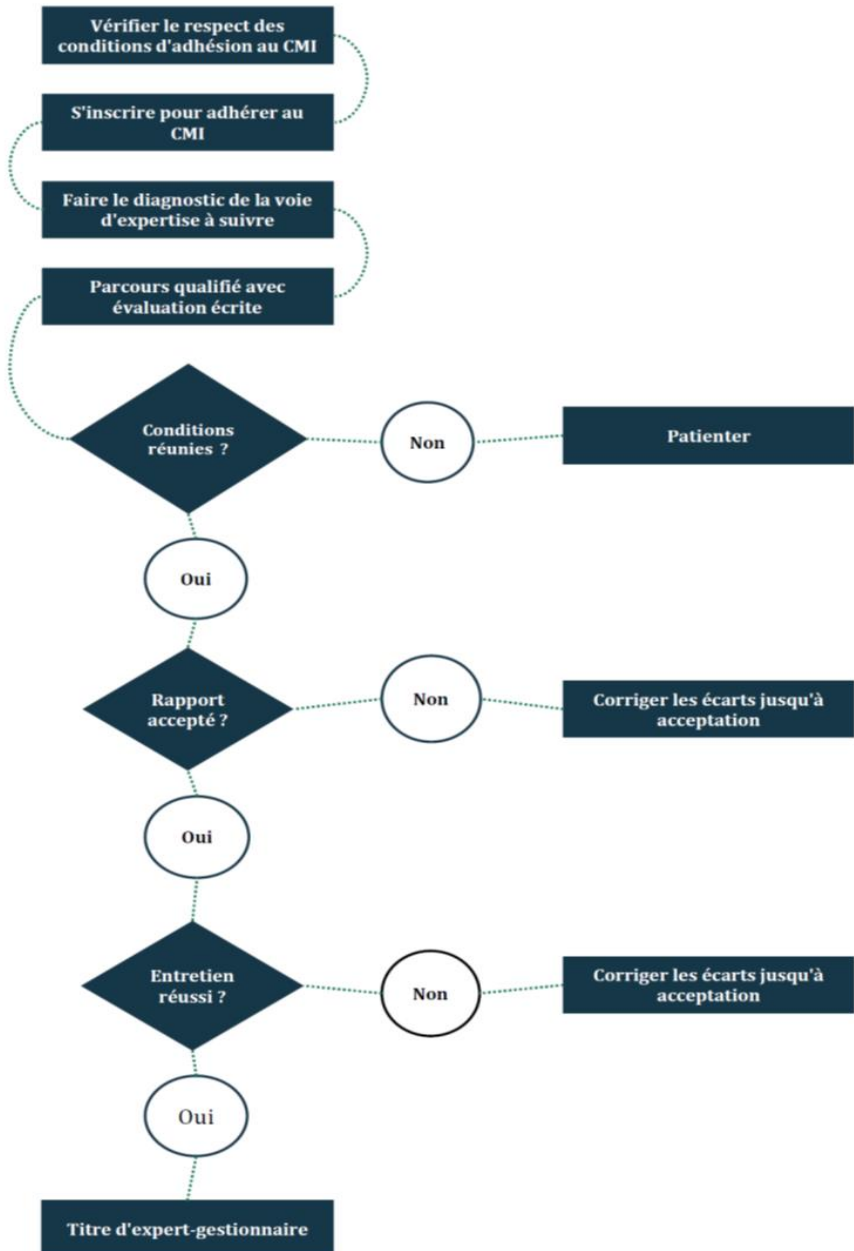 Vérifier le respect des
conditions d'adhésion au CMI
S'inscrire pour adhérer au
CMI
Faire le diagnostic de la voie
d'expertise à suivre
Parcours qualifié avec
évaluation écrite
Conditions
réunies ?
Non
Patienter
Oui
Rapport
accepté ?
Non
Corriger les écarts jusqu'à
acceptation
Oui
Entretien
réussi ?
Non
Corriger les écarts jusqu'à
acceptation
Oui
Titre d'expert-gestionnaire